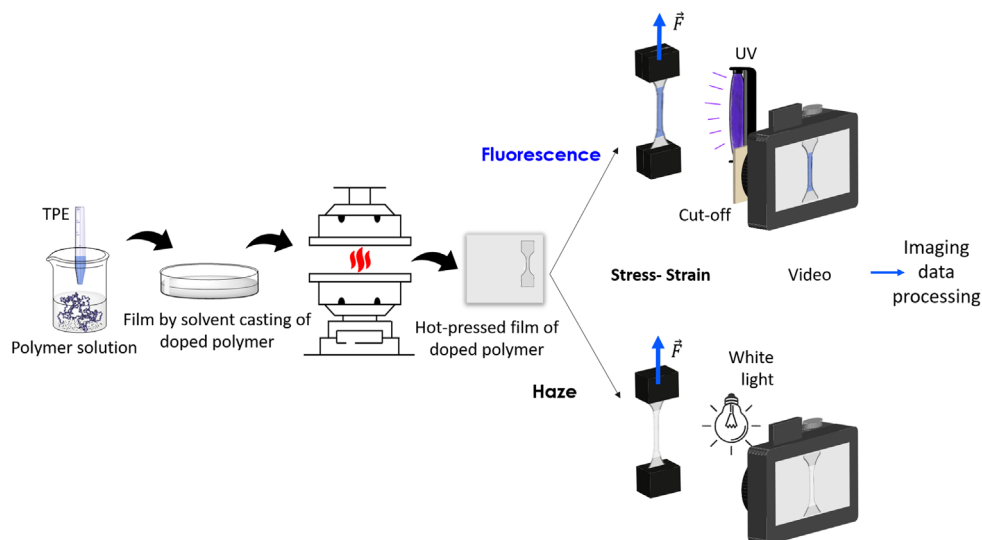 TPE
Polymer solution
Film by solvent casting of
doped polymer
Hot-pressed film of
doped polymer
Fluorescence
F⃗
UV
Cut-off
Stress- Strain
Video
Imaging
data
processing
Haze
F⃗
White
light